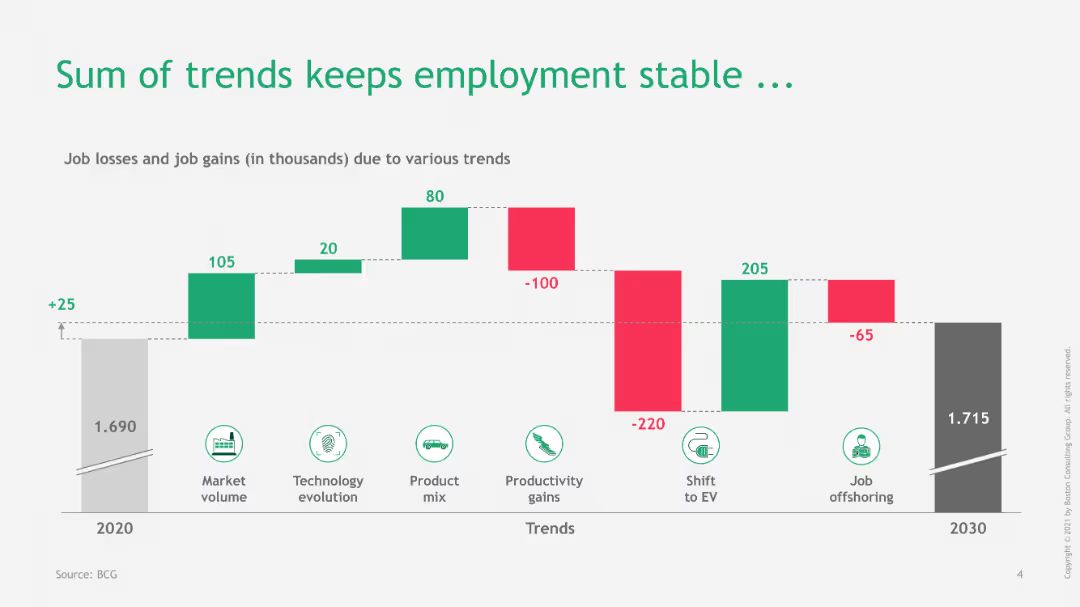 Sum of trends keeps employment stable ...
Job losses and job gains (in thousands) due to various trends
+25
1.690
105
20
80
-100
-220
205
-65
1.715
Market
volume
Technology
evolution
Product
mix
Productivity
gains
Shift
to EV
Job
offshoring
2020
Trends
2030
Source: BCG
4
Copyright © 2021 by Boston Consulting Group. All rights reserved.